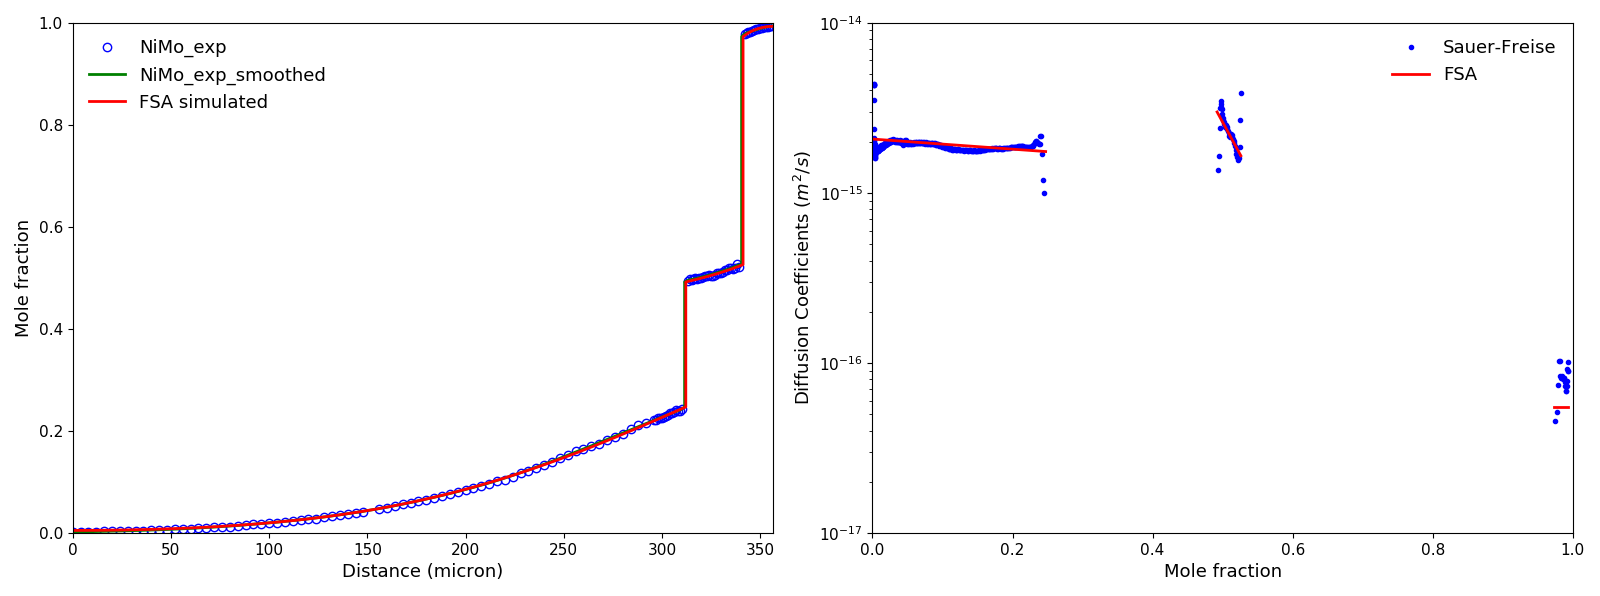 NiMo_exp
NiMo_exp_smoothed
FSA simulated
Mole fraction
1.0
0.8
0.6
0.4
0.2
0.0
0 50 100 150 200 250 300 350
Distance (micron)
Sauer-Freise
FSA
Diffusion Coefficients (m²/s)
10⁻¹⁴
10⁻¹⁵
10⁻¹⁶
10⁻¹⁷
0.0 0.2 0.4 0.6 0.8 1.0
Mole fraction